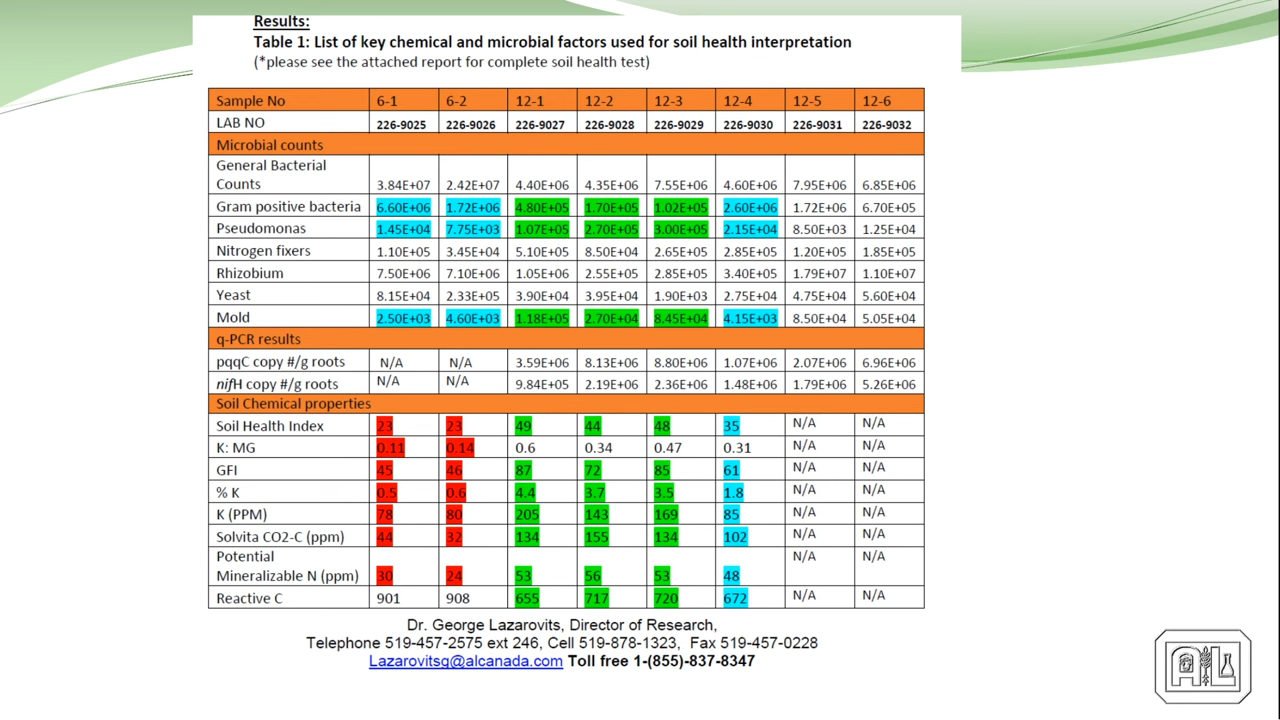 Results:
Table 1: List of key chemical and microbial factors used for soil health interpretation
(*please see the attached report for complete soil health test)
Sample No 6-1 6-2 12-1 12-2 12-3 12-4 12-5 12-6
LAB NO 226-9025 226-9026 226-9027 226-9028 226-9029 226-9030 226-9031 226-9032
Microbial counts
General Bacterial
Counts 3.84E+07 2.42E+07 4.40E+06 4.35E+06 7.55E+06 4.60E+06 7.95E+06 6.85E+06
Gram positive bacteria 6.60E+06 1.72E+06 4.80E+05 1.70E+05 1.02E+05 2.60E+06 1.72E+06 6.70E+05
Pseudomonas 1.45E+04 7.75E+03 1.07E+05 2.70E+05 3.00E+05 2.15E+04 8.50E+03 1.25E+04
Nitrogen fixers 1.10E+05 3.45E+04 5.10E+05 8.50E+04 2.65E+05 2.85E+05 1.20E+05 1.85E+05
Rhizobium 7.50E+06 7.10E+06 1.05E+06 2.55E+05 2.85E+05 3.40E+05 1.79E+07 1.10E+07
Yeast 8.15E+04 2.33E+05 3.90E+04 3.95E+04 1.90E+03 2.75E+04 4.75E+04 5.60E+04
Mold 2.50E+03 4.60E+03 1.18E+05 2.70E+04 8.45E+04 4.15E+03 8.50E+04 5.05E+04
q-PCR results
pqqC copy #/g roots N/A N/A 3.59E+06 8.13E+06 8.80E+06 1.07E+06 2.07E+06 6.96E+06
nifH copy #/g roots N/A N/A 9.84E+05 2.19E+06 2.36E+06 1.48E+06 1.79E+06 5.26E+06
Soil Chemical properties
Soil Health Index 23 23 49 44 48 35 N/A N/A
K: MG 0.11 0.14 0.6 0.34 0.47 0.31 N/A N/A
GFI 45 46 87 72 85 61 N/A N/A
% K 0.5 0.6 4.4 3.7 3.5 1.8 N/A N/A
K (PPM) 78 80 205 143 169 85 N/A N/A
Solvita CO2-C (ppm) 44 32 134 155 134 102 N/A N/A
Potential N/A N/A
Mineralizable N (ppm) 30 24 53 56 53 48
Reactive C 901 908 655 717 720 672 N/A N/A
Dr. George Lazarovits, Director of Research,
Telephone 519-457-2575 ext 246, Cell 519-878-1323, Fax 519-457-0228
Lazarovitsg@alcanada.com Toll free 1-(855)-837-8347
A L